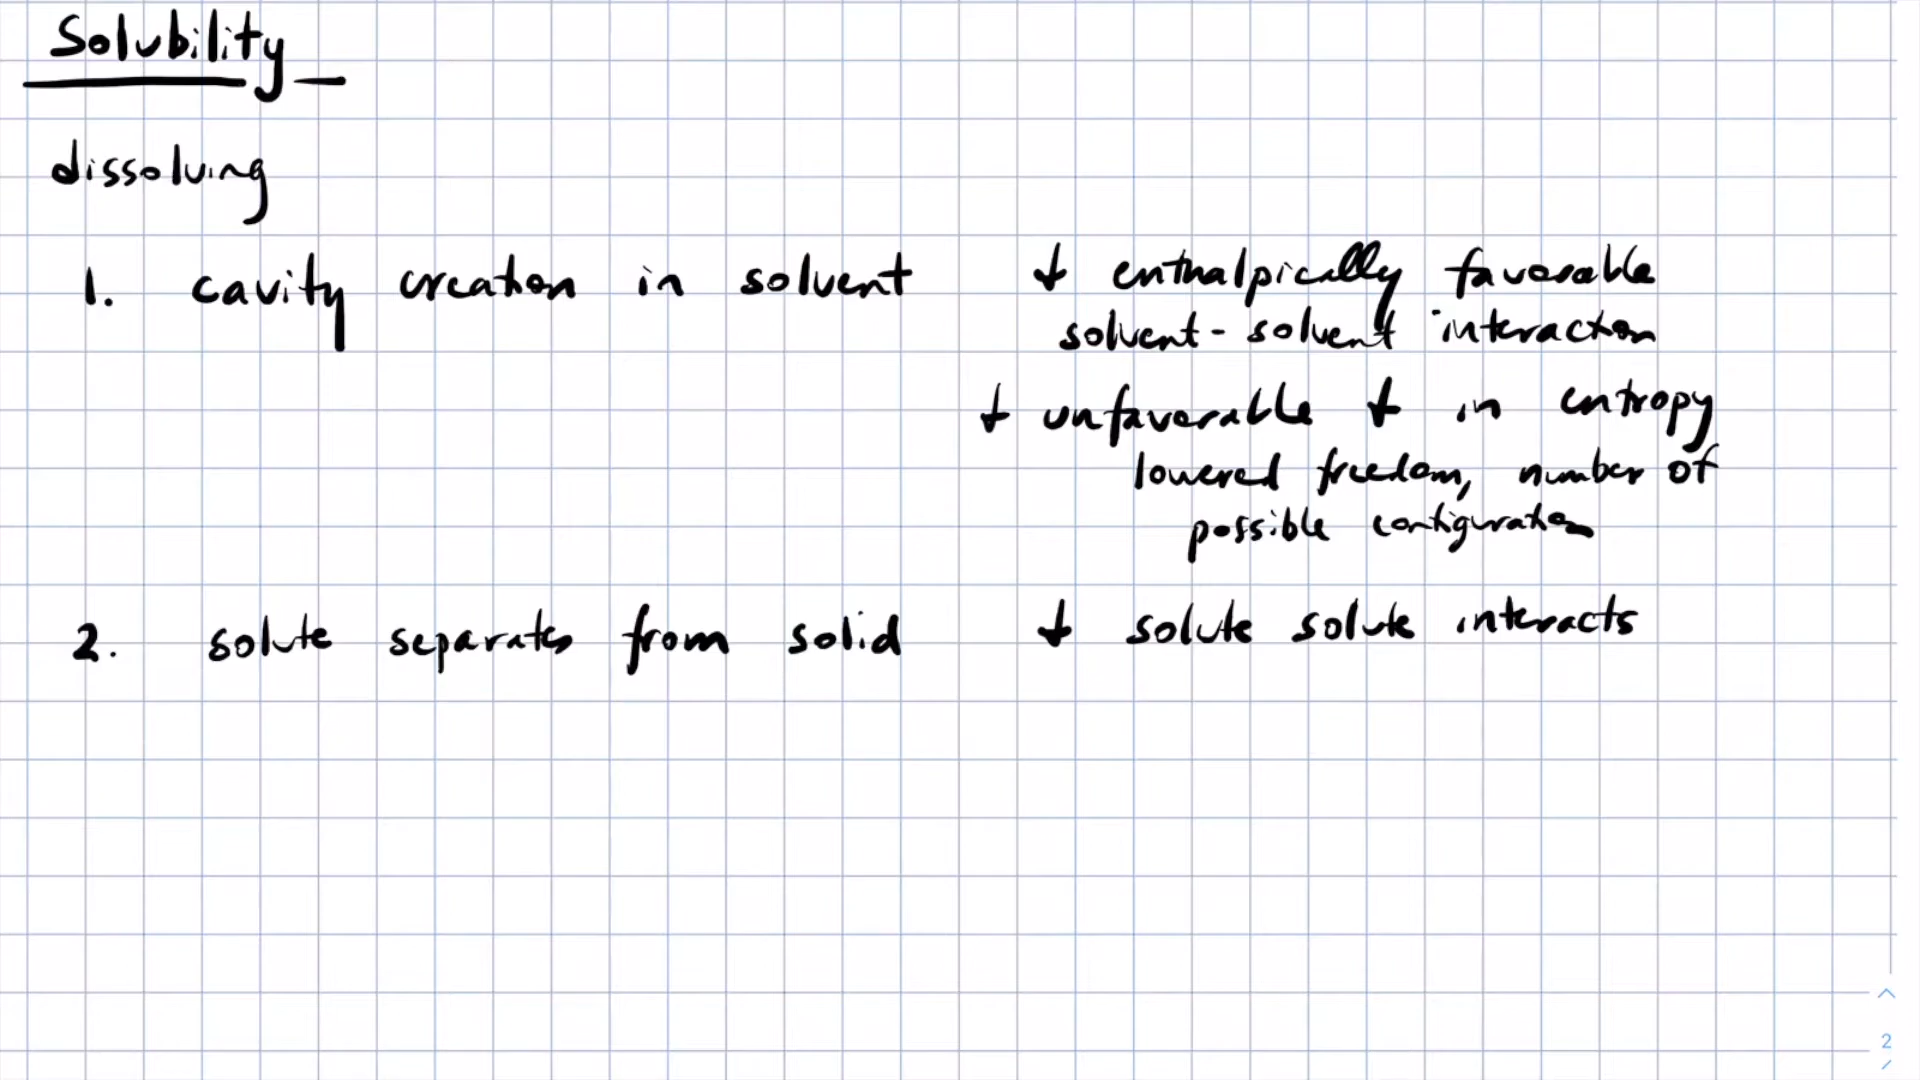 Solubility
dissolving
1. cavity creation in solvent ↓ enthalpically favorable
solvent - solvent interaction
↓ unfavorable ↓ in entropy
lowered freedom, number of
possible configuration
2. solute separates from solid ↓ solute solute interacts
2